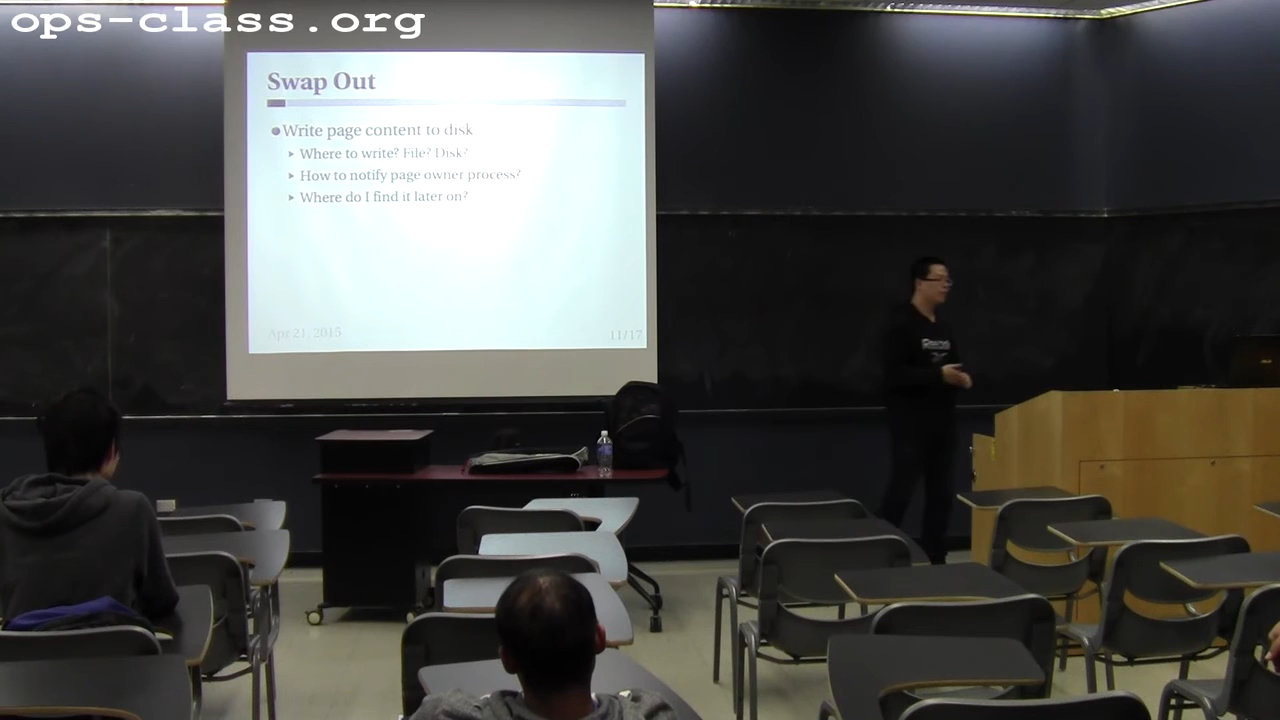 ops-class.org
Swap Out
Write page content to disk
Where to write? File? Disk?
How to notify page owner process?
Where do I find it later on?
Apr 21, 2015
11/17